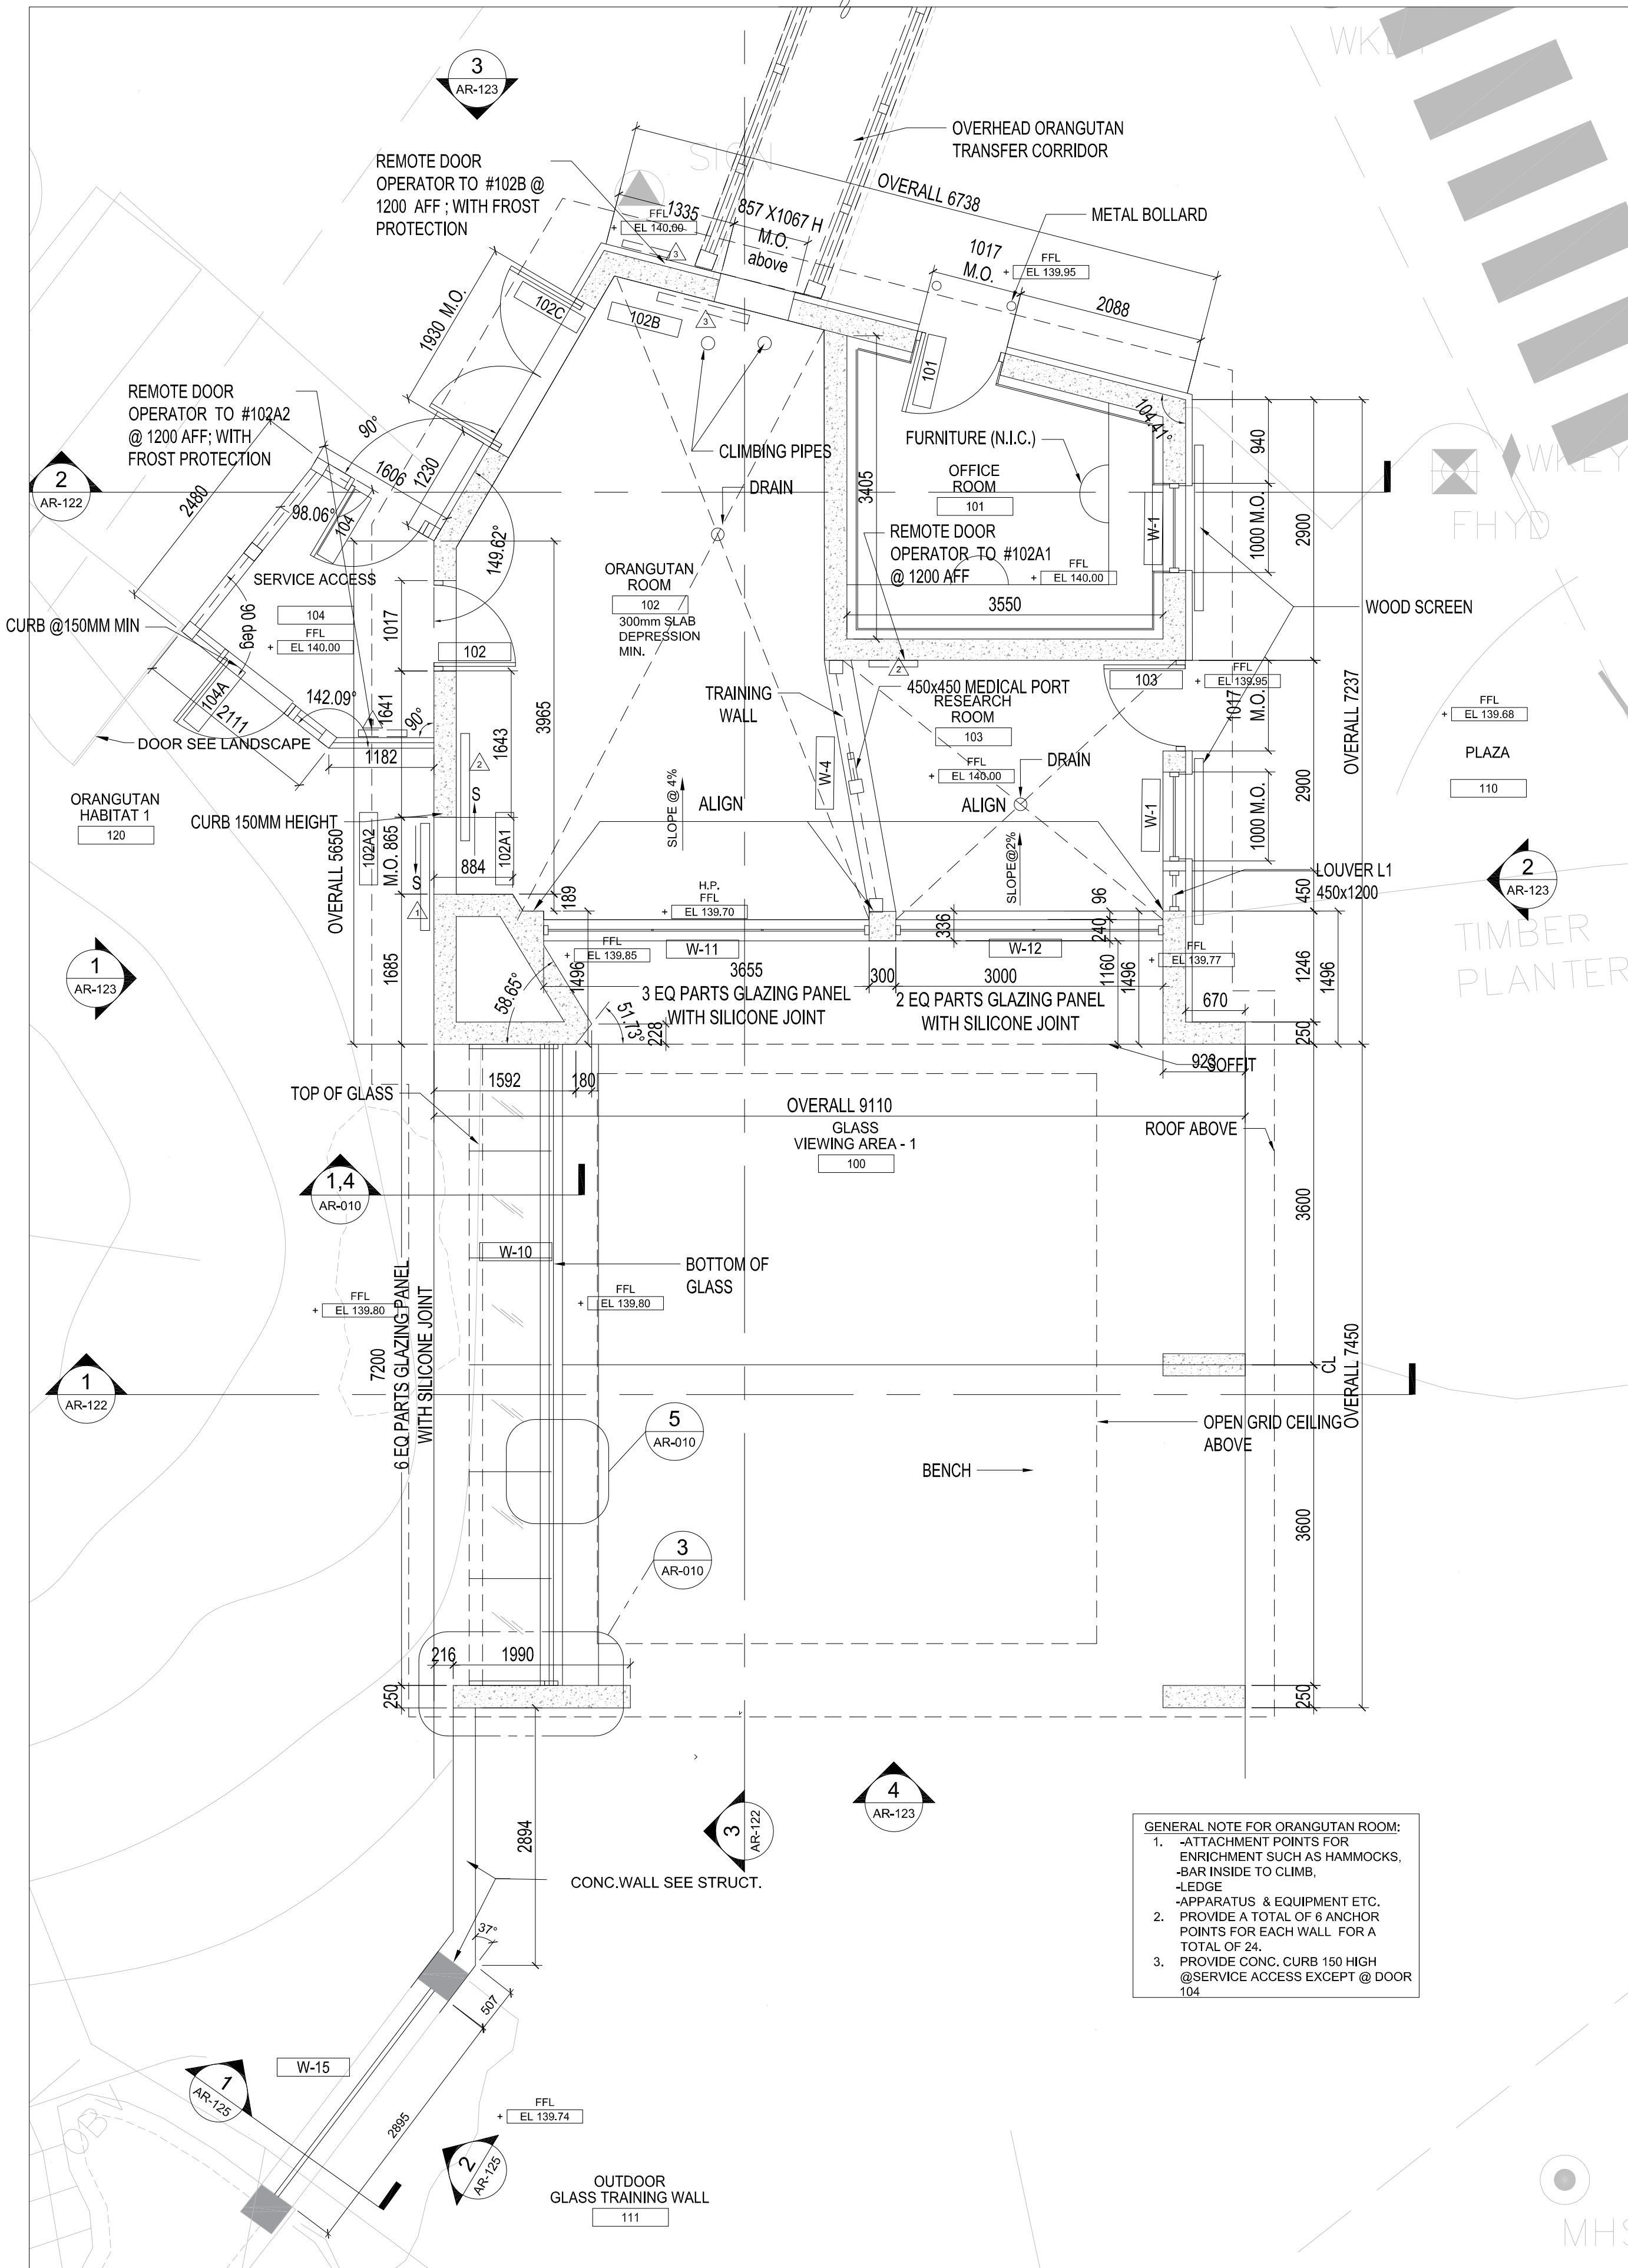 3
AR-123
WKEY
SIGN
OVERHEAD ORANGUTAN
TRANSFER CORRIDOR
REMOTE DOOR
OPERATOR TO #102B @
1200 AFF ; WITH FROST
PROTECTION
OVERALL 6738
METAL BOLLARD
FFL
+ EL 140.00
3
1335
857 X1067 H
M.O.
above
1017
M.O.
FFL
+ EL 139.95
2088
1930 M.O.
102C
102B
3
101
104.41°
REMOTE DOOR
OPERATOR TO #102A2
@ 1200 AFF; WITH
FROST PROTECTION
90°
1606
1230
2480
98.06°
104
149.62°
CLIMBING PIPES
DRAIN
FURNITURE (N.I.C.)
OFFICE
ROOM
101
3405
REMOTE DOOR
OPERATOR TO #102A1
@ 1200 AFF
FFL
+ EL 140.00
3550
W-1
940
1000 M.O.
2900
WKEY
FHYD
2
AR-122
SERVICE ACCESS
104
FFL
+ EL 140.00
CURB @150MM MIN
90 deg
104A
2111
142.09°
90°
1182
DOOR SEE LANDSCAPE
1017
1641
102
1643
3965
ORANGUTAN
ROOM
102
300mm SLAB
DEPRESSION
MIN.
WOOD SCREEN
TRAINING
WALL
2
450x450 MEDICAL PORT
RESEARCH
ROOM
103
FFL
+ EL 140.00
DRAIN
103
FFL
+ EL 139.95
1017
M.O.
OVERALL 7237
FFL
+ EL 139.68
PLAZA
110
ORANGUTAN
HABITAT 1
120
CURB 150MM HEIGHT
OVERALL 5650
102A2
M.O. 865
2
S
S
1
884
102A1
SLOPE @ 4%
ALIGN
W-4
ALIGN
SLOPE@2%
W-1
1000 M.O.
2900
LOUVER L1
450x1200
450
2
AR-123
TIMBER
PLANTER
1
AR-123
1685
189
H.P.
FFL
+ EL 139.70
FFL
+ EL 139.85
W-11
W-12
336
240
96
FFL
+ EL 139.77
58.65°
1496
3655
300
3000
1160
1496
1246
1496
3 EQ PARTS GLAZING PANEL
WITH SILICONE JOINT
2 EQ PARTS GLAZING PANEL
WITH SILICONE JOINT
51.73°
228
670
250
923
SOFFIT
1592
180
TOP OF GLASS
OVERALL 9110
GLASS
VIEWING AREA - 1
100
ROOF ABOVE
1,4
AR-010
W-10
BOTTOM OF
GLASS
FFL
+ EL 139.80
FFL
+ EL 139.80
3600
7200
6 EQ PARTS GLAZING PANEL
WITH SILICONE JOINT
1
AR-122
CL
OVERALL 7450
5
AR-010
OPEN GRID CEILING
ABOVE
BENCH
3600
3
AR-010
216
1990
250
250
4
AR-123
3
AR-122
2894
CONC.WALL SEE STRUCT.
GENERAL NOTE FOR ORANGUTAN ROOM:
1. -ATTACHMENT POINTS FOR
ENRICHMENT SUCH AS HAMMOCKS,
-BAR INSIDE TO CLIMB,
-LEDGE
-APPARATUS & EQUIPMENT ETC.
2. PROVIDE A TOTAL OF 6 ANCHOR
POINTS FOR EACH WALL FOR A
TOTAL OF 24.
3. PROVIDE CONC. CURB 150 HIGH
@SERVICE ACCESS EXCEPT @ DOOR
104
37°
507
W-15
1
AR-125
2895
FFL
+ EL 139.74
2
AR-125
OUTDOOR
GLASS TRAINING WALL
111